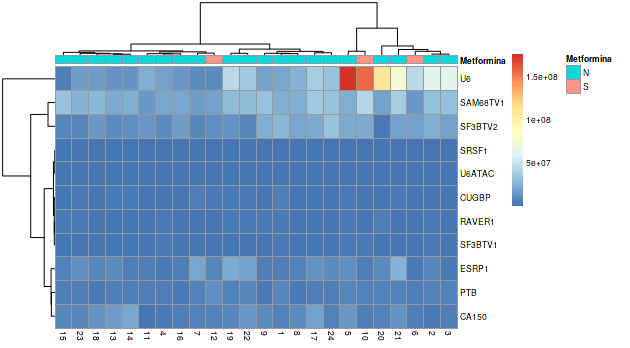 Metformina
U6
SAM68TV1
SF3BTV2
SRSF1
U6ATAC
CUGBP
RAVER1
SF3BTV1
ESRP1
PTB
CA150
15 23 18 13 14 11 4 16 7 12 19 22 9 1 8 17 24 5 10 20 21 6 2 3
1.5e+08
1e+08
5e+07
Metformina
N
S